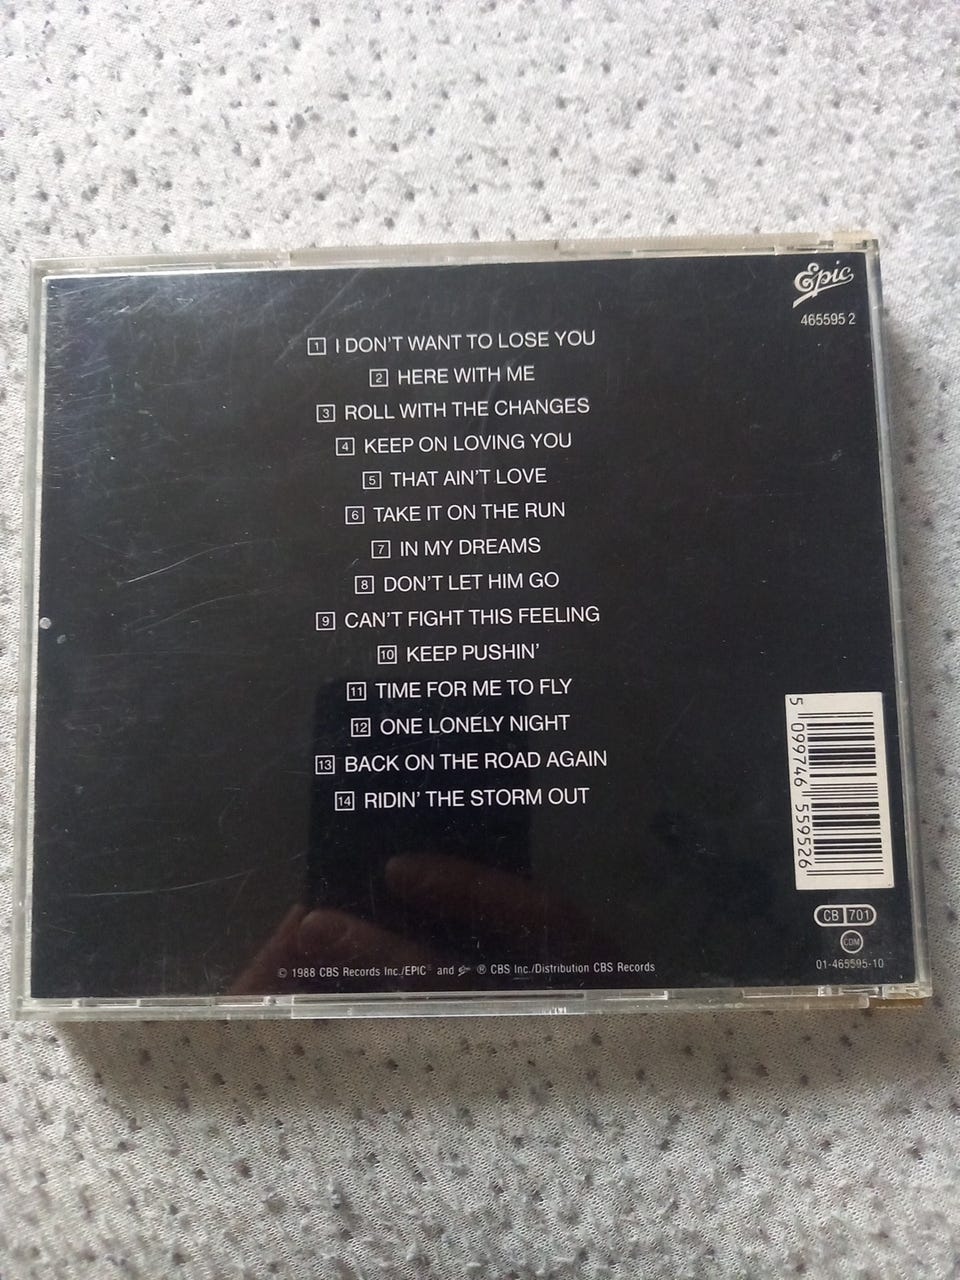 Epic
465595 2
1 I DON'T WANT TO LOSE YOU
2 HERE WITH ME
3 ROLL WITH THE CHANGES
4 KEEP ON LOVING YOU
5 THAT AIN'T LOVE
6 TAKE IT ON THE RUN
7 IN MY DREAMS
8 DON'T LET HIM GO
9 CAN'T FIGHT THIS FEELING
10 KEEP PUSHIN'
11 TIME FOR ME TO FLY
12 ONE LONELY NIGHT
13 BACK ON THE ROAD AGAIN
14 RIDIN' THE STORM OUT
5 099746 559526
CB 701
CDM
01-465595-10
© 1988 CBS Records Inc./EPIC and Epic ® CBS Inc./Distribution CBS Records